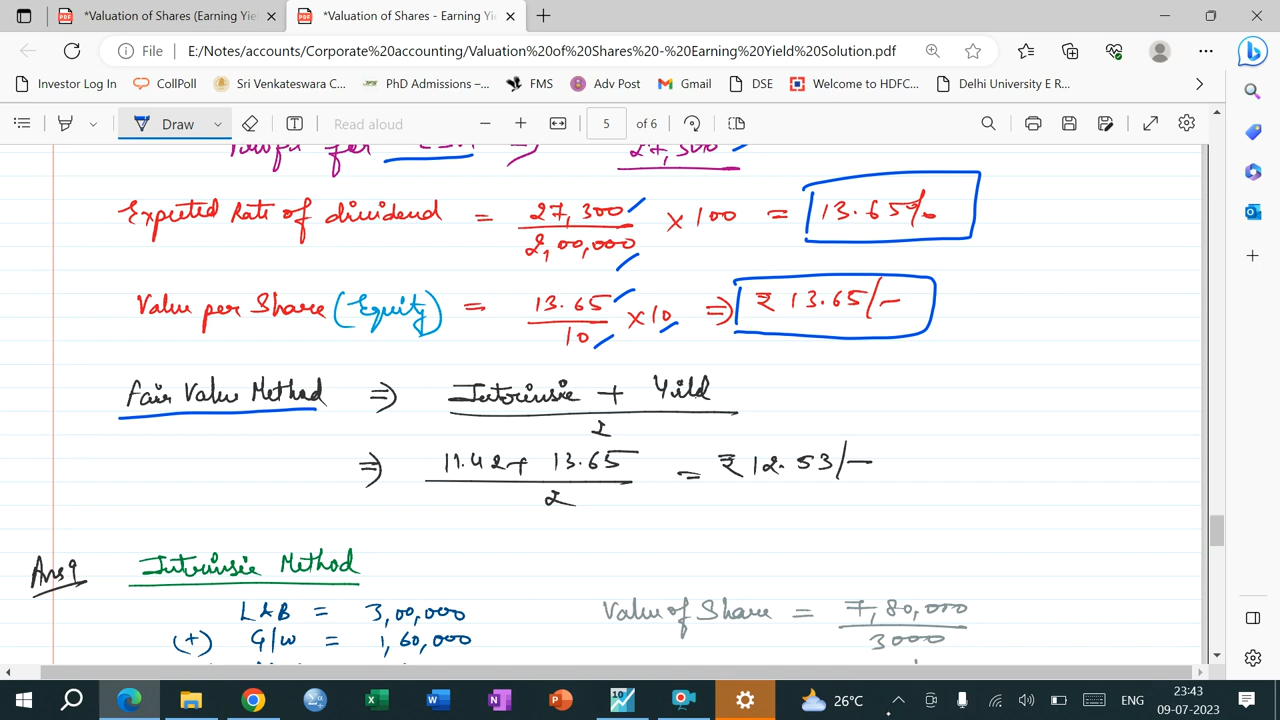 *Valuation of Shares (Earning Yield
*Valuation of Shares - Earning Yi
File E:/Notes/accounts/Corporate%20accounting/Valuation%20of%20Shares%20-%20Earning%20Yield%20Solution.pdf
Investor Log In CollPoll Sri Venkateswara C... PhD Admissions –... FMS Adv Post Gmail DSE Welcome to HDFC... Delhi University E R...
Draw Read aloud 5 of 6
27,300
Expected Rate of dividend = 27,300 / 2,00,000 × 100 = 13.65%
Value per Share (Equity) = 13.65 / 10 × 10 ⇒ ₹ 13.65/-
Fair Value Method ⇒ Intrinsic + Yield / 2
⇒ 11.42 + 13.65 / 2 = ₹ 12.53/-
Ans 9 Intrinsic Method
L&B = 3,00,000
(+) G/W = 1,60,000
Value of Share = 7,80,000 / 3000
10
26°C ENG 23:43
09-07-2023